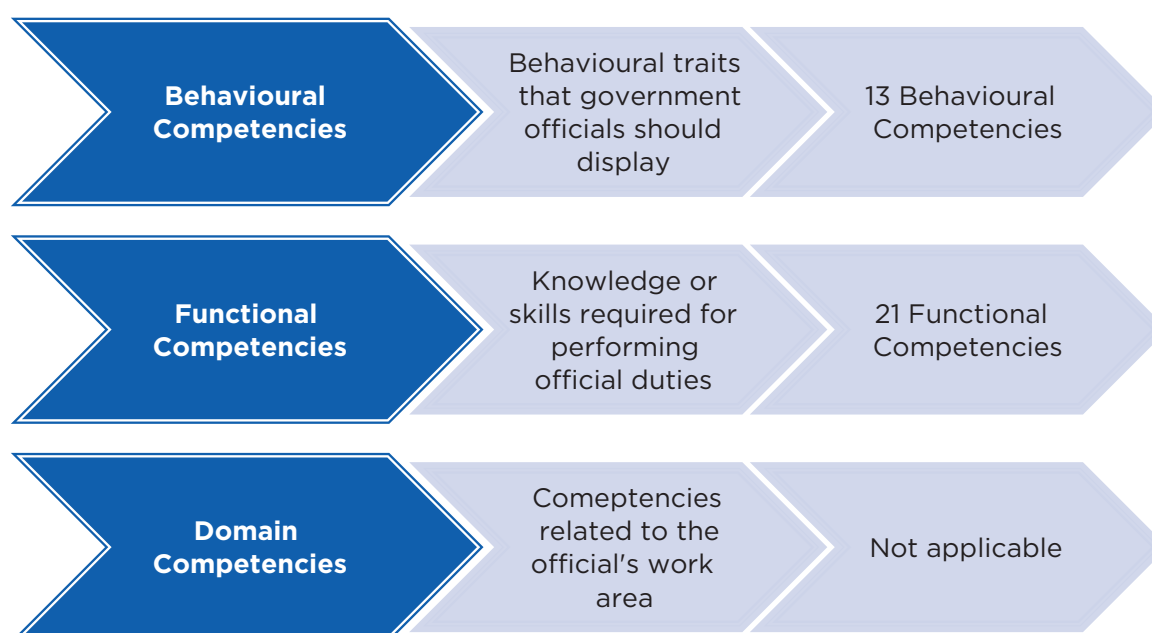 Behavioural
Competencies
Behavioural traits
that government
officials should
display
13 Behavioural
Competencies
Functional
Competencies
Knowledge or
skills required for
performing
official duties
21 Functional
Competencies
Domain
Competencies
Comeptencies
related to the
official's work
area
Not applicable